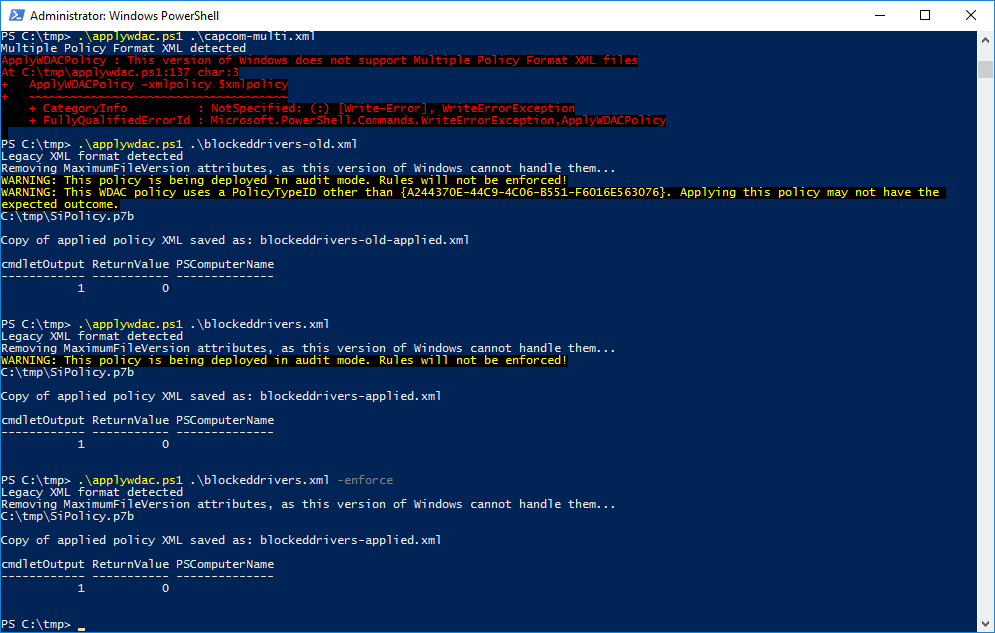 Administrator: Windows PowerShell
PS C:\tmp> .\applywdac.ps1 .\capcom-multi.xml
Multiple Policy Format XML detected
ApplyWDACPolicy : This version of Windows does not support Multiple Policy Format XML files
At C:\tmp\applywdac.ps1:137 char:3
+   ApplyWDACPolicy -xmlpolicy $xmlpolicy
+   ~~~~~~~~~~~~~~~~~~~~~~~~~~~~~~~~~~~~~
    + CategoryInfo          : NotSpecified: (:) [Write-Error], WriteErrorException
    + FullyQualifiedErrorId : Microsoft.PowerShell.Commands.WriteErrorException,ApplyWDACPolicy
PS C:\tmp> .\applywdac.ps1 .\blockeddrivers-old.xml
Legacy XML format detected
Removing MaximumFileVersion attributes, as this version of Windows cannot handle them...
WARNING: This policy is being deployed in audit mode. Rules will not be enforced!
WARNING: This WDAC policy uses a PolicyTypeID other than {A244370E-44C9-4C06-B551-F6016E563076}. Applying this policy may not have the
expected outcome.
C:\tmp\SiPolicy.p7b
Copy of applied policy XML saved as: blockeddrivers-old-applied.xml
cmdletOutput ReturnValue PSComputerName
------------ ----------- --------------
           1           0
PS C:\tmp> .\applywdac.ps1 .\blockeddrivers.xml
Legacy XML format detected
Removing MaximumFileVersion attributes, as this version of Windows cannot handle them...
WARNING: This policy is being deployed in audit mode. Rules will not be enforced!
C:\tmp\SiPolicy.p7b
Copy of applied policy XML saved as: blockeddrivers-applied.xml
cmdletOutput ReturnValue PSComputerName
------------ ----------- --------------
           1           0
PS C:\tmp> .\applywdac.ps1 .\blockeddrivers.xml -enforce
Legacy XML format detected
Removing MaximumFileVersion attributes, as this version of Windows cannot handle them...
C:\tmp\SiPolicy.p7b
Copy of applied policy XML saved as: blockeddrivers-applied.xml
cmdletOutput ReturnValue PSComputerName
------------ ----------- --------------
           1           0
PS C:\tmp> _